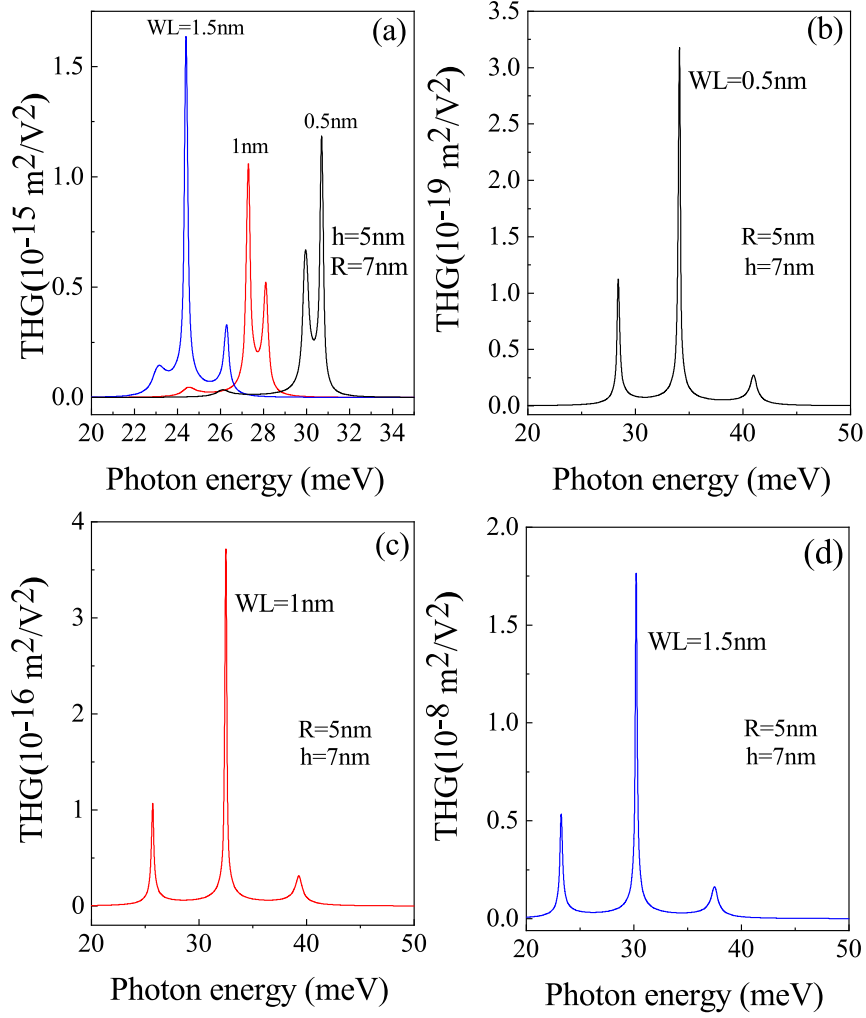 (a)
WL=1.5nm
1nm
0.5nm
h=5nm
R=7nm
THG(10-15 m2/V2)
1.5
1.0
0.5
0.0
20 22 24 26 28 30 32 34
Photon energy (meV)
(b)
WL=0.5nm
R=5nm
h=7nm
THG(10-19 m2/V2)
3.5
3.0
2.5
2.0
1.5
1.0
0.5
0.0
20 30 40 50
Photon energy (meV)
(c)
WL=1nm
R=5nm
h=7nm
THG(10-16 m2/V2)
4
3
2
1
0
20 30 40 50
Photon energy (meV)
(d)
WL=1.5nm
R=5nm
h=7nm
THG(10-8 m2/V2)
2.0
1.5
1.0
0.5
0.0
20 30 40 50
Photon energy (meV)